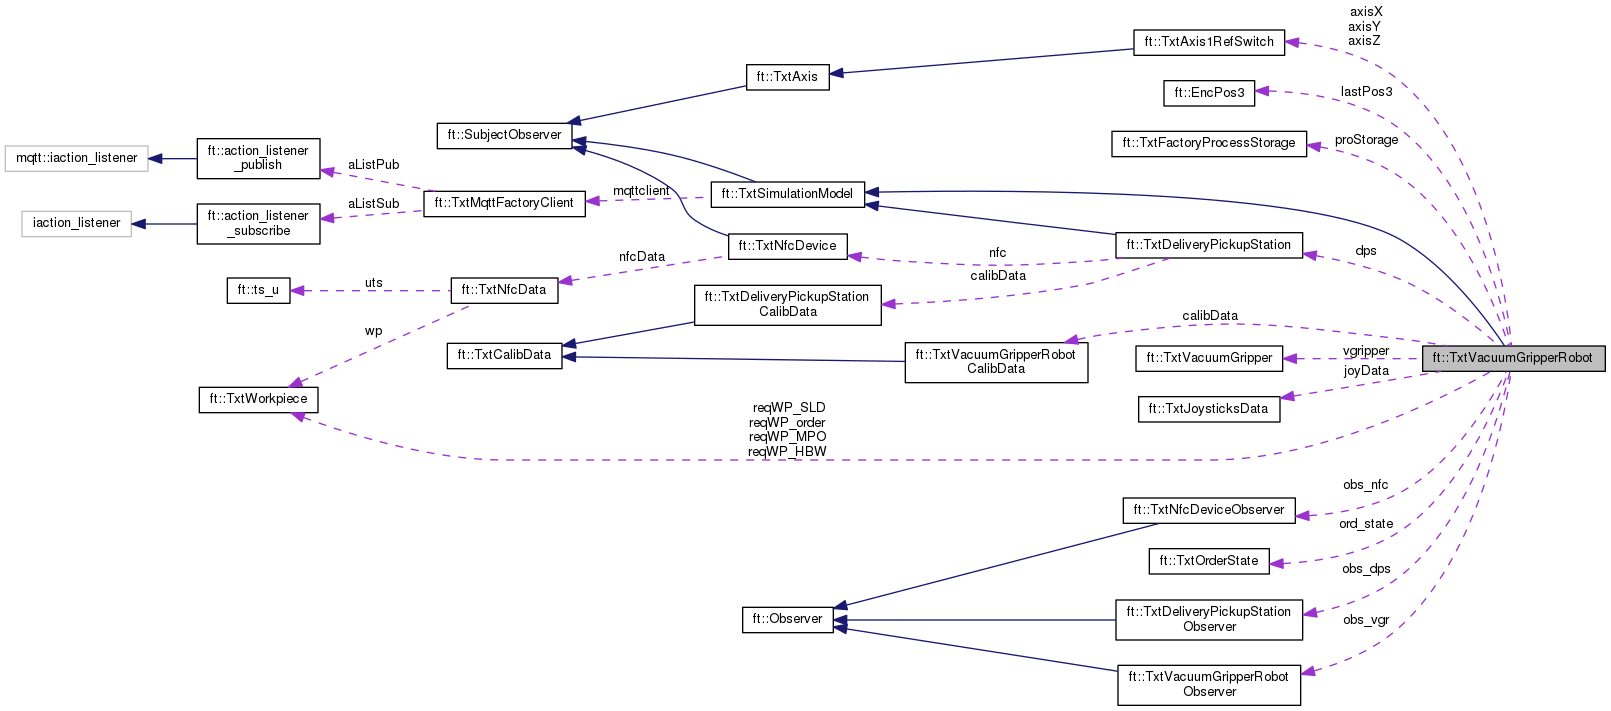 axisX
axisY
axisZ
ft::TxtAxis1RefSwitch
ft::TxtAxis
lastPos3
ft::EncPos3
ft::SubjectObserver
proStorage
ft::TxtFactoryProcessStorage
mqtt::iaction_listener
ft::action_listener
_publish
aListPub
mqttclient
ft::TxtSimulationModel
ft::TxtMqttFactoryClient
aListSub
iaction_listener
ft::action_listener
_subscribe
ft::TxtNfcDevice
nfc
ft::TxtDeliveryPickupStation
dps
nfcData
calibData
uts
ft::ts_u
ft::TxtNfcData
ft::TxtDeliveryPickupStation
CalibData
calibData
wp
ft::TxtCalibData
ft::TxtVacuumGripperRobot
CalibData
vgripper
ft::TxtVacuumGripper
ft::TxtVacuumGripperRobot
joyData
ft::TxtJoysticksData
ft::TxtWorkpiece
reqWP_SLD
reqWP_order
reqWP_MPO
reqWP_HBW
obs_nfc
ft::TxtNfcDeviceObserver
ord_state
ft::TxtOrderState
obs_dps
ft::TxtDeliveryPickupStation
Observer
ft::Observer
obs_vgr
ft::TxtVacuumGripperRobot
Observer